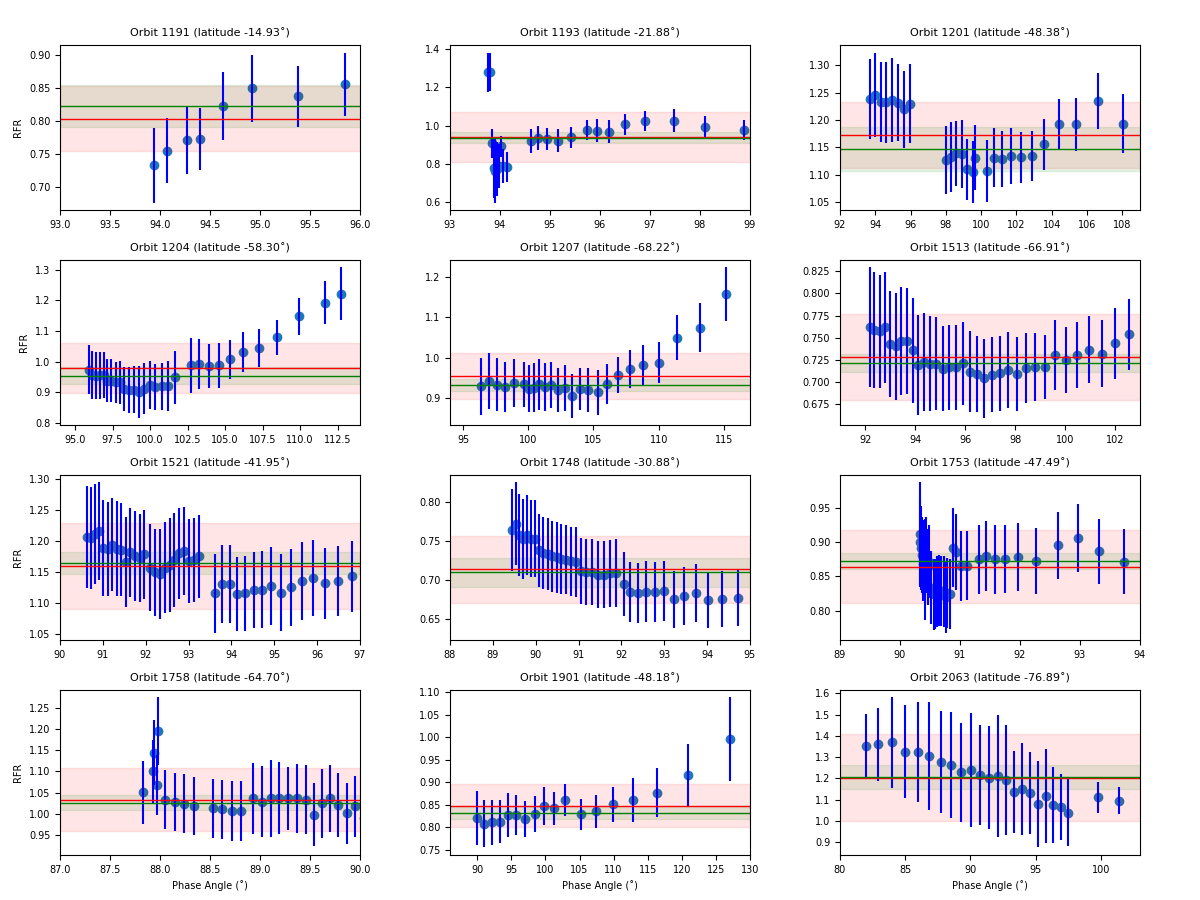 Orbit 1191 (latitude -14.93˚)
Orbit 1193 (latitude -21.88˚)
Orbit 1201 (latitude -48.38˚)
RFR
0.90
0.85
0.80
0.75
0.70
93.0 93.5 94.0 94.5 95.0 95.5 96.0
1.4
1.2
1.0
0.8
0.6
93 94 95 96 97 98 99
1.30
1.25
1.20
1.15
1.10
1.05
92 94 96 98 100 102 104 106 108
Orbit 1204 (latitude -58.30˚)
Orbit 1207 (latitude -68.22˚)
Orbit 1513 (latitude -66.91˚)
RFR
1.3
1.2
1.1
1.0
0.9
0.8
95.0 97.5 100.0 102.5 105.0 107.5 110.0 112.5
1.2
1.1
1.0
0.9
95 100 105 110 115
0.825
0.800
0.775
0.750
0.725
0.700
0.675
92 94 96 98 100 102
Orbit 1521 (latitude -41.95˚)
Orbit 1748 (latitude -30.88˚)
Orbit 1753 (latitude -47.49˚)
RFR
1.30
1.25
1.20
1.15
1.10
1.05
90 91 92 93 94 95 96 97
0.80
0.75
0.70
0.65
88 89 90 91 92 93 94 95
0.95
0.90
0.85
0.80
89 90 91 92 93 94
Orbit 1758 (latitude -64.70˚)
Orbit 1901 (latitude -48.18˚)
Orbit 2063 (latitude -76.89˚)
RFR
1.25
1.20
1.15
1.10
1.05
1.00
0.95
87.0 87.5 88.0 88.5 89.0 89.5 90.0
Phase Angle (˚)
1.10
1.05
1.00
0.95
0.90
0.85
0.80
0.75
90 95 100 105 110 115 120 125 130
Phase Angle (˚)
1.6
1.5
1.4
1.3
1.2
1.1
1.0
0.9
80 85 90 95 100
Phase Angle (˚)